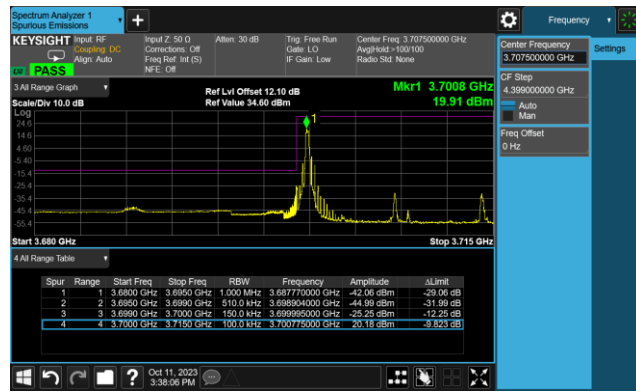 Spectrum Analyzer 1
Spurious Emissions
Frequency
KEYSIGHT Input: RF
Coupling: DC
Align: Auto
Input Z: 50 Ω
Corrections: Off
Freq Ref: Int (S)
NFE: Off
Atten: 30 dB
Trig: Free Run
Gate: LO
IF Gain: Low
Center Freq: 3.707500000 GHz
Avg|Hold:>100/100
Radio Std: None
PASS
Center Frequency
3.707500000 GHz
Settings
CF Step
4.399000000 GHz
Auto
Man
Freq Offset
0 Hz
3 All Range Graph
Scale/Div 10.0 dB
Ref Lvl Offset 12.10 dB
Ref Value 34.60 dBm
Mkr1 3.7008 GHz
19.91 dBm
Log
24.6
14.6
4.60
-5.40
-15.4
-25.4
-35.4
-45.4
-55.4
1
Start 3.680 GHz
Stop 3.715 GHz
4 All Range Table
Spur Range Start Freq Stop Freq RBW Frequency Amplitude ΔLimit
1 1 3.6800 GHz 3.6950 GHz 1.000 MHz 3.687770000 GHz -42.06 dBm -29.06 dB
2 2 3.6950 GHz 3.6990 GHz 510.0 kHz 3.698904000 GHz -44.99 dBm -31.99 dB
3 3 3.6990 GHz 3.7000 GHz 150.0 kHz 3.699995000 GHz -25.25 dBm -12.25 dB
4 4 3.7000 GHz 3.7150 GHz 100.0 kHz 3.700775000 GHz 20.18 dBm -9.823 dB
Oct 11, 2023
3:38:06 PM